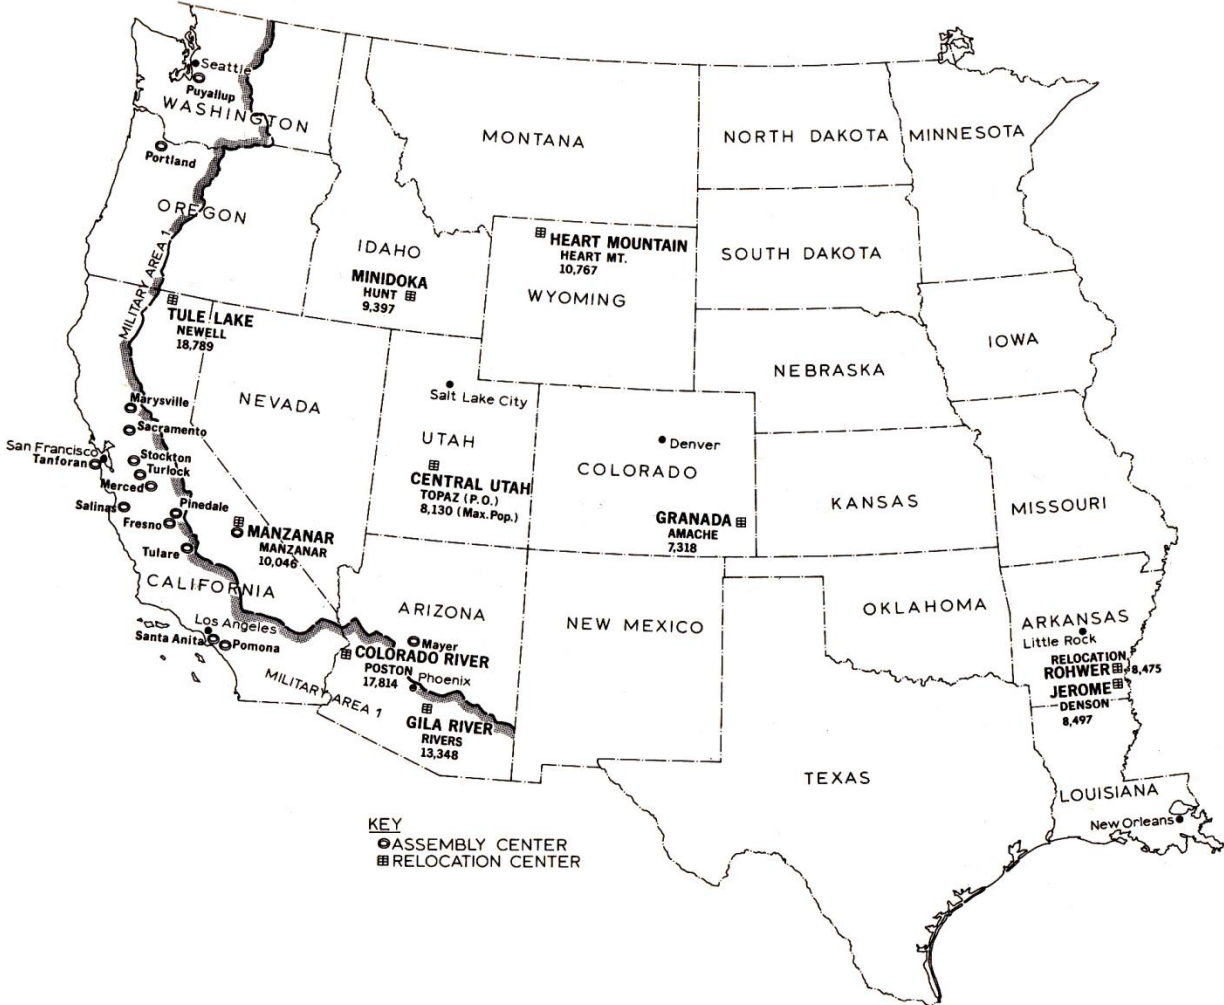 Seattle
Puyallup
WASHINGTON
Portland
OREGON
MILITARY AREA 1
MONTANA
NORTH DAKOTA
MINNESOTA
IDAHO
MINIDOKA
HUNT
9,397
HEART MOUNTAIN
HEART MT.
10,767
WYOMING
SOUTH DAKOTA
TULE LAKE
NEWELL
18,789
IOWA
NEBRASKA
NEVADA
Salt Lake City
UTAH
CENTRAL UTAH
TOPAZ (P.O.)
8,130 (Max.Pop.)
Denver
COLORADO
GRANADA
AMACHE
7,318
KANSAS
MISSOURI
Marysville
Sacramento
San Francisco
Tanforan
Stockton
Turlock
Merced
Salinas
Pinedale
Fresno
Tulare
MANZANAR
MANZANAR
10,046
CALIFORNIA
Los Angeles
Santa Anita
Pomona
MILITARY AREA 1
ARIZONA
Mayer
COLORADO RIVER
POSTON
17,814
Phoenix
GILA RIVER
RIVERS
13,348
NEW MEXICO
OKLAHOMA
ARKANSAS
Little Rock
RELOCATION
ROHWER 8,475
JEROME
DENSON
8,497
TEXAS
LOUISIANA
New Orleans
KEY
ASSEMBLY CENTER
RELOCATION CENTER